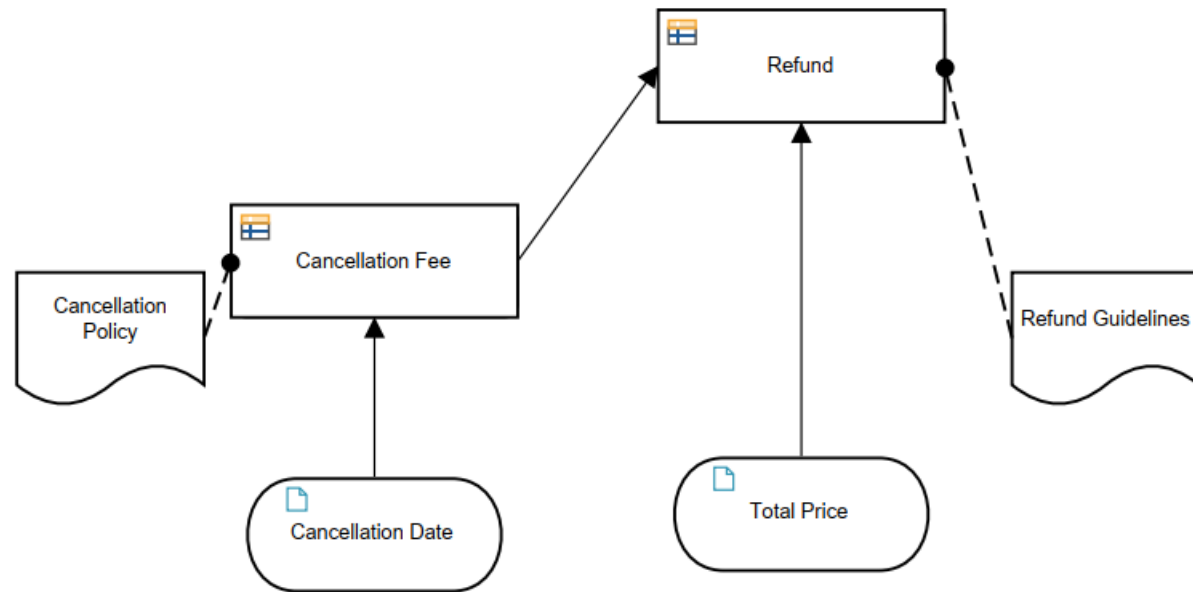 Refund
Cancellation Fee
Cancellation
Policy
Refund Guidelines
Total Price
Cancellation Date